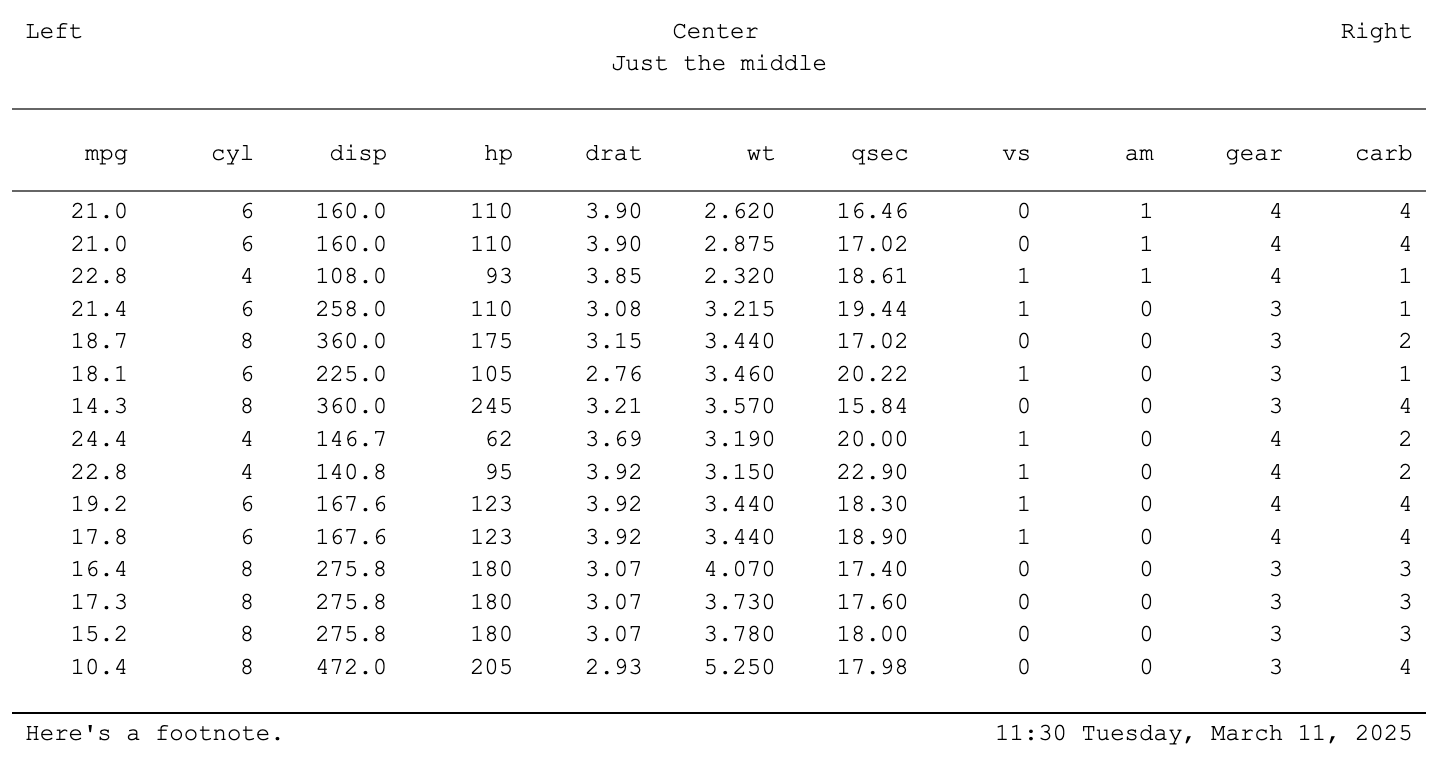 Left Center Right
Just the middle
mpg cyl disp hp drat wt qsec vs am gear carb
21.0 6 160.0 110 3.90 2.620 16.46 0 1 4 4
21.0 6 160.0 110 3.90 2.875 17.02 0 1 4 4
22.8 4 108.0 93 3.85 2.320 18.61 1 1 4 1
21.4 6 258.0 110 3.08 3.215 19.44 1 0 3 1
18.7 8 360.0 175 3.15 3.440 17.02 0 0 3 2
18.1 6 225.0 105 2.76 3.460 20.22 1 0 3 1
14.3 8 360.0 245 3.21 3.570 15.84 0 0 3 4
24.4 4 146.7 62 3.69 3.190 20.00 1 0 4 2
22.8 4 140.8 95 3.92 3.150 22.90 1 0 4 2
19.2 6 167.6 123 3.92 3.440 18.30 1 0 4 4
17.8 6 167.6 123 3.92 3.440 18.90 1 0 4 4
16.4 8 275.8 180 3.07 4.070 17.40 0 0 3 3
17.3 8 275.8 180 3.07 3.730 17.60 0 0 3 3
15.2 8 275.8 180 3.07 3.780 18.00 0 0 3 3
10.4 8 472.0 205 2.93 5.250 17.98 0 0 3 4
Here's a footnote. 11:30 Tuesday, March 11, 2025